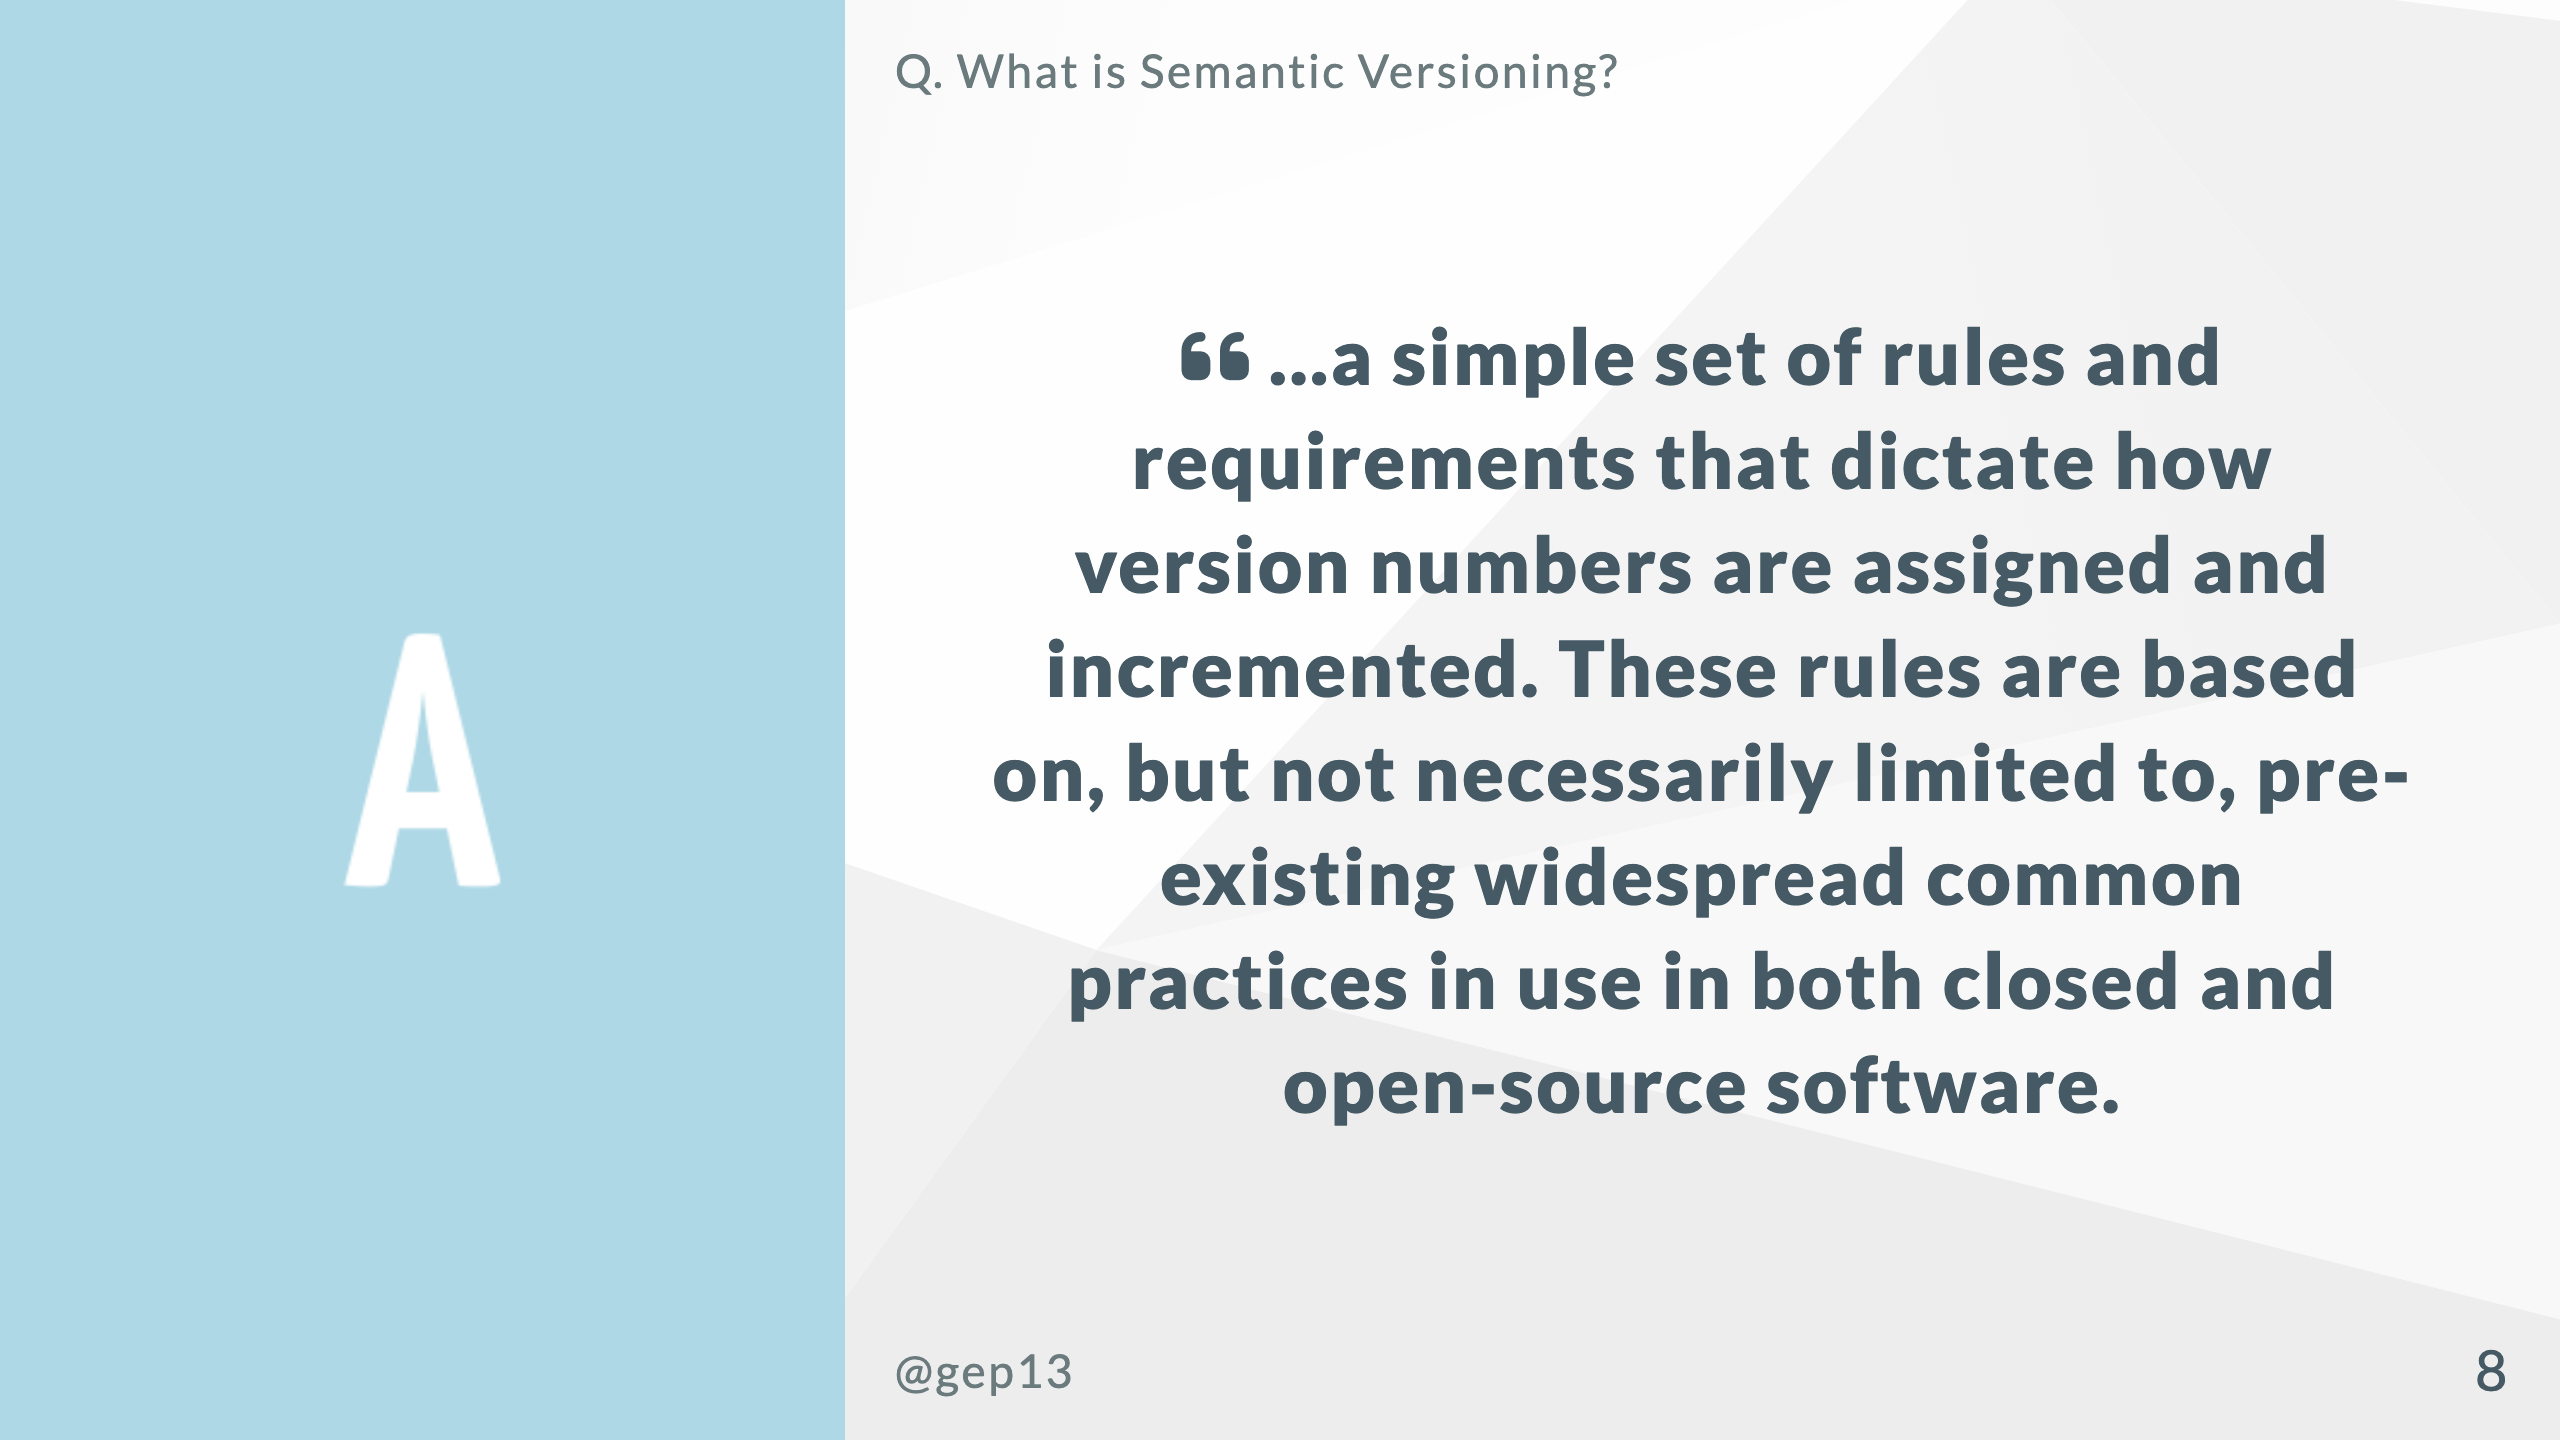 Q. What is Semantic Versioning?
A
“ ...a simple set of rules and
requirements that dictate how
version numbers are assigned and
incremented. These rules are based
on, but not necessarily limited to, pre-
existing widespread common
practices in use in both closed and
open-source software.
@gep13
8